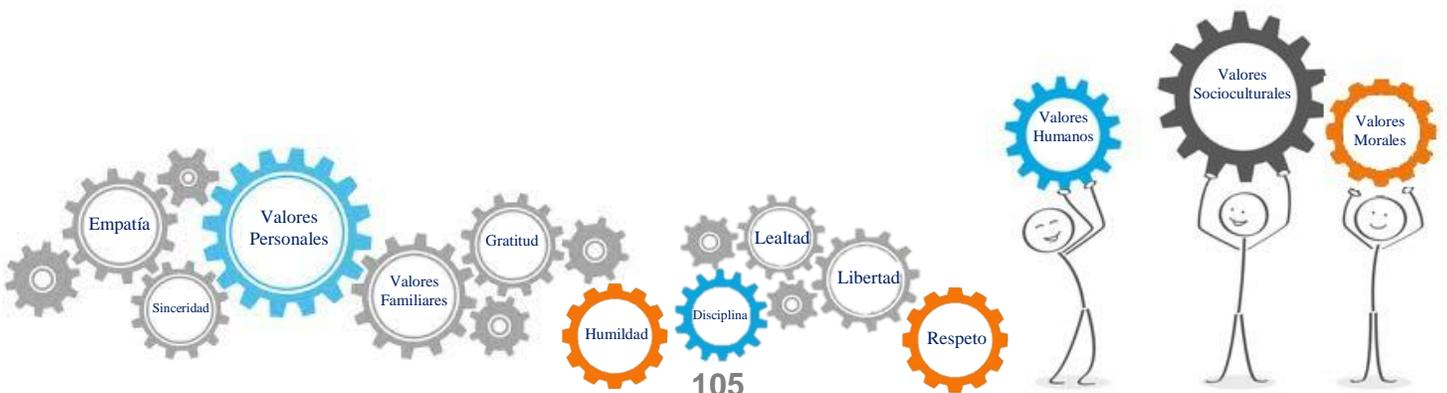 Empatía
Sinceridad
Valores
Personales
Valores
Familiares
Gratitud
Humildad
Disciplina
Lealtad
Libertad
Respeto
Valores
Humanos
Valores
Socioculturales
Valores
Morales
105